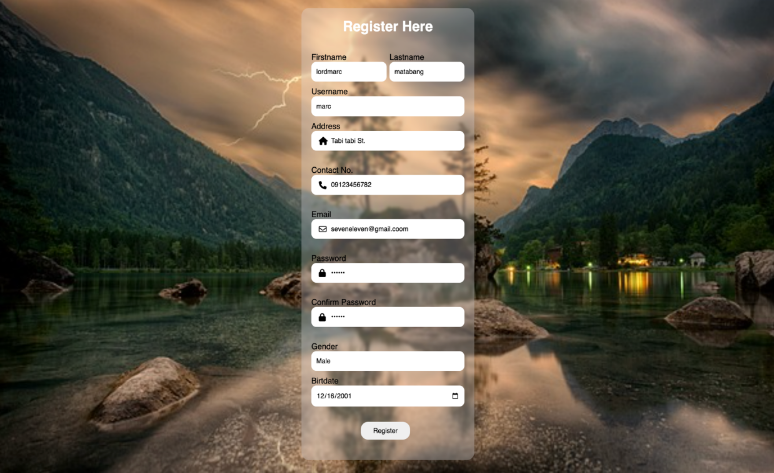 Register Here
Firstname Lastname
lordmarc matabang
Username
marc
Address
Tabi tabi St.
Contact No.
09123456782
Email
seveneleven@gmail.coom
Password
••••••
Confirm Password
••••••
Gender
Male
Birtdate
12/16/2001
Register